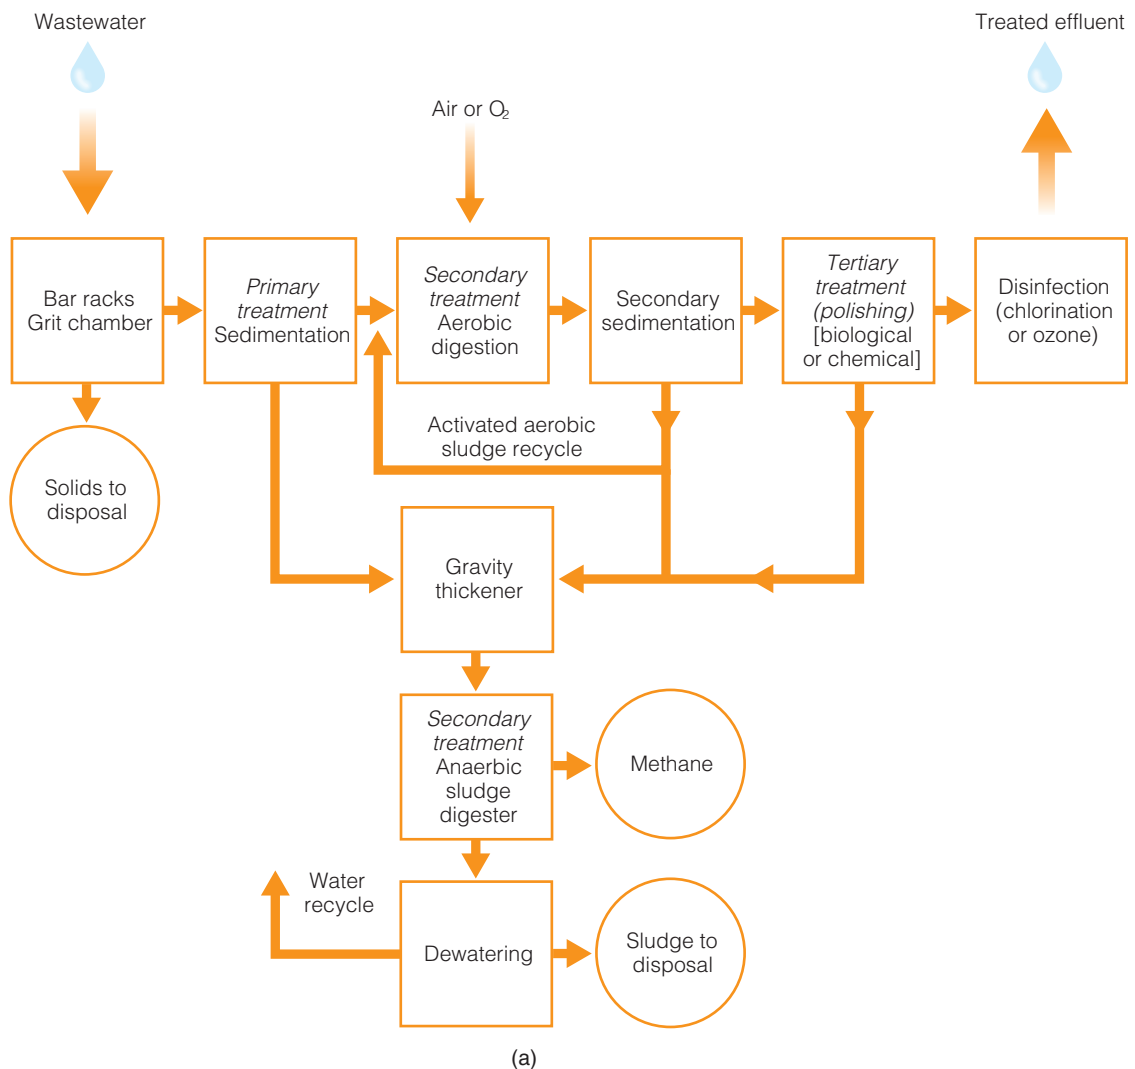 Wastewater
Treated effluent
Air or O₂
Bar racks
Grit chamber
Primary
treatment
Sedimentation
Secondary
treatment
Aerobic
digestion
Secondary
sedimentation
Tertiary
treatment
(polishing)
[biological
or chemical]
Disinfection
(chlorination
or ozone)
Activated aerobic
sludge recycle
Solids to
disposal
Gravity
thickener
Secondary
treatment
Anaerbic
sludge
digester
Methane
Water
recycle
Dewatering
Sludge to
disposal
(a)